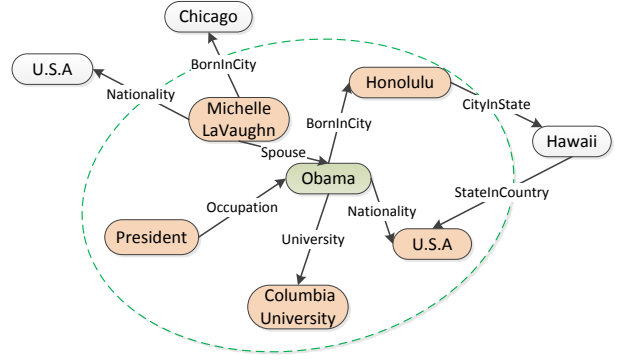 Chicago
U.S.A
BornInCity
Honolulu
Nationality
CityInState
Michelle
LaVaughn
BornInCity
Hawaii
Spouse
Obama
StateInCountry
Occupation
Nationality
President
University
U.S.A
Columbia
University